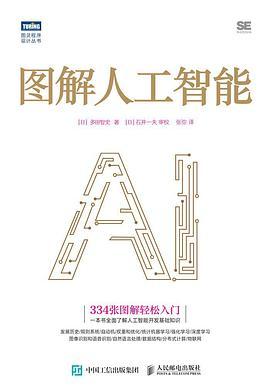 TURING
图灵程序
设计丛书
SE
SHOEISHA
图解人工智能
[日] 多田智史 著 [日] 石井一夫 审校 张弥 译
AI
334张图解轻松入门
一本书全面了解人工智能开发基础知识
发展历史/规则系统/自动机/权重和优化/统计机器学习/强化学习/深度学习
图像识别和语音识别/自然语言处理/数据结构/分布式计算/物联网
中国工信出版集团 人民邮电出版社
POSTS & TELECOM PRESS